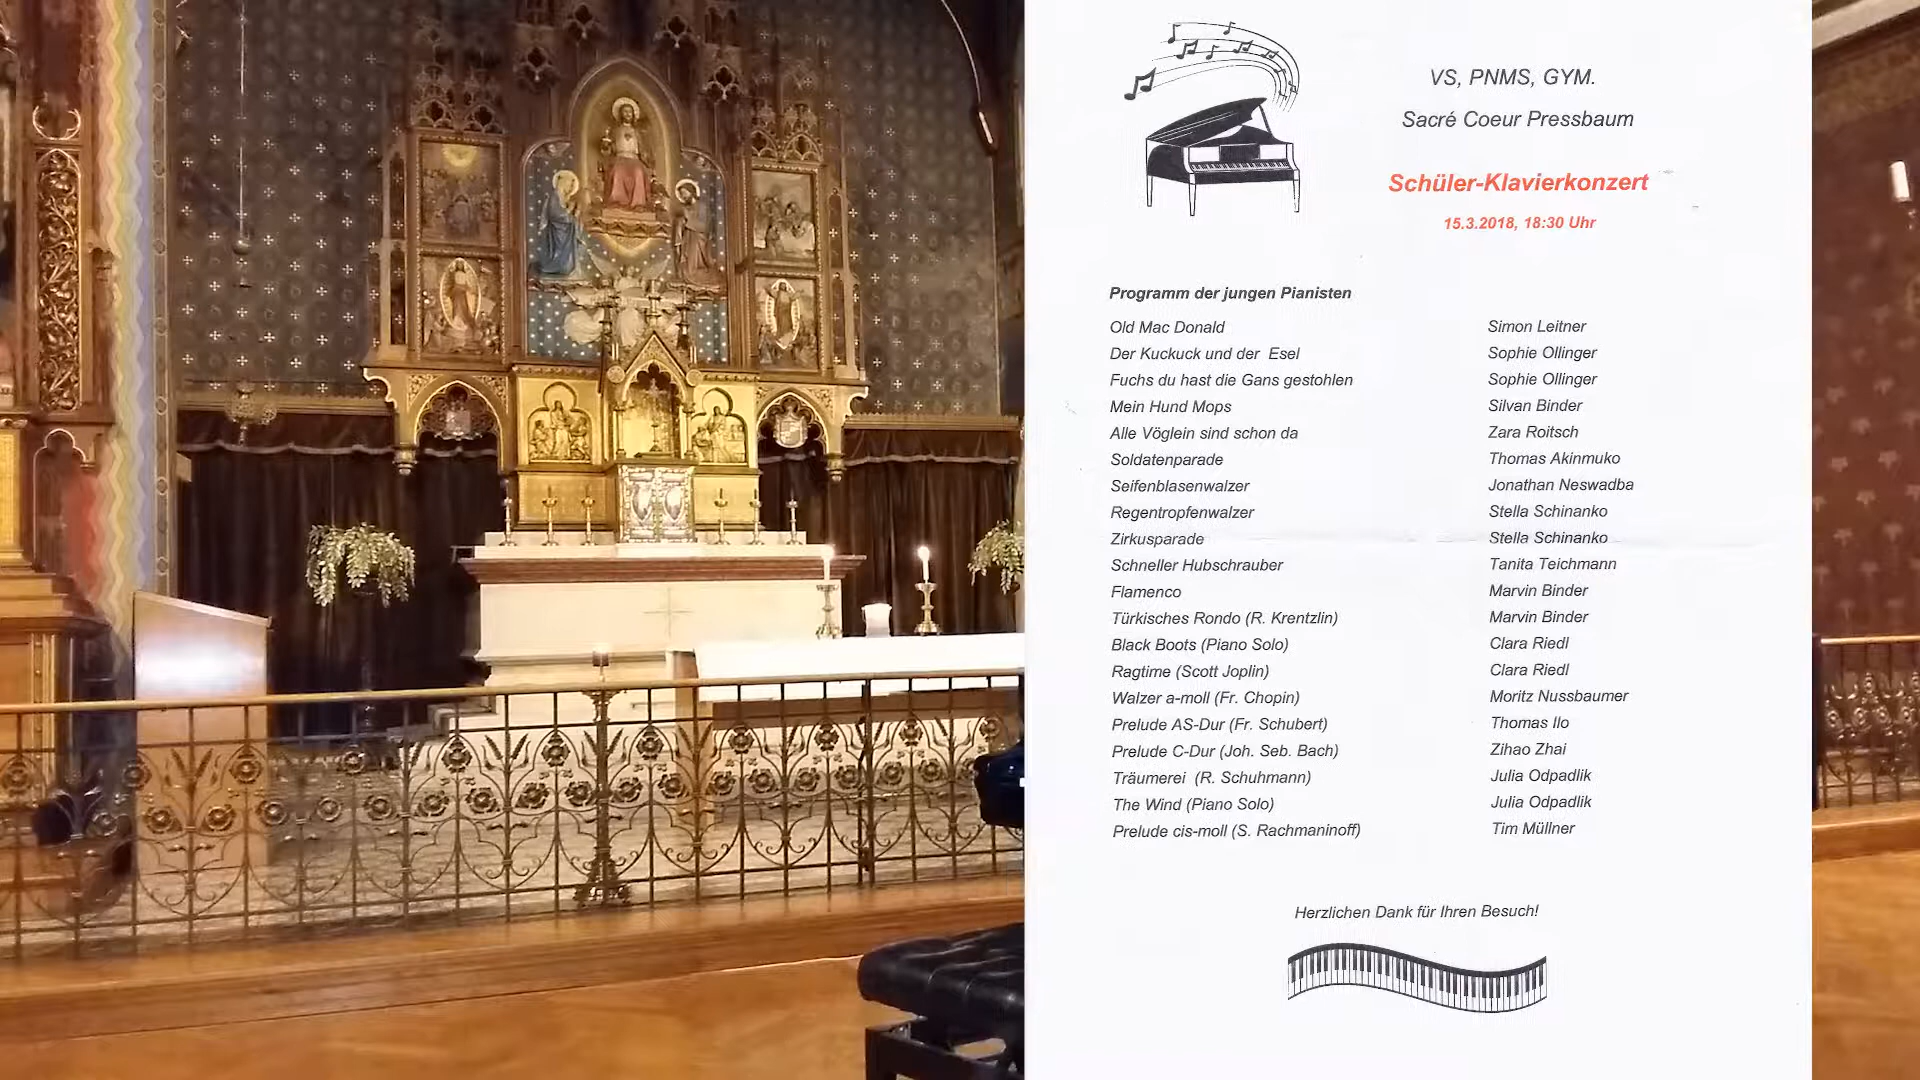 VS, PNMS, GYM.
Sacré Coeur Pressbaum
Schüler-Klavierkonzert
15.3.2018, 18:30 Uhr
Programm der jungen Pianisten
Old Mac Donald Simon Leitner
Der Kuckuck und der Esel Sophie Ollinger
Fuchs du hast die Gans gestohlen Sophie Ollinger
Mein Hund Mops Silvan Binder
Alle Vöglein sind schon da Zara Roitsch
Soldatenparade Thomas Akinmuko
Seifenblasenwalzer Jonathan Neswadba
Regentropfenwalzer Stella Schinanko
Zirkusparade Stella Schinanko
Schneller Hubschrauber Tanita Teichmann
Flamenco Marvin Binder
Türkisches Rondo (R. Krentzlin) Marvin Binder
Black Boots (Piano Solo) Clara Riedl
Ragtime (Scott Joplin) Clara Riedl
Walzer a-moll (Fr. Chopin) Moritz Nussbaumer
Prelude AS-Dur (Fr. Schubert) Thomas Ilo
Prelude C-Dur (Joh. Seb. Bach) Zihao Zhai
Träumerei (R. Schuhmann) Julia Odpadlik
The Wind (Piano Solo) Julia Odpadlik
Prelude cis-moll (S. Rachmaninoff) Tim Müllner
Herzlichen Dank für Ihren Besuch!